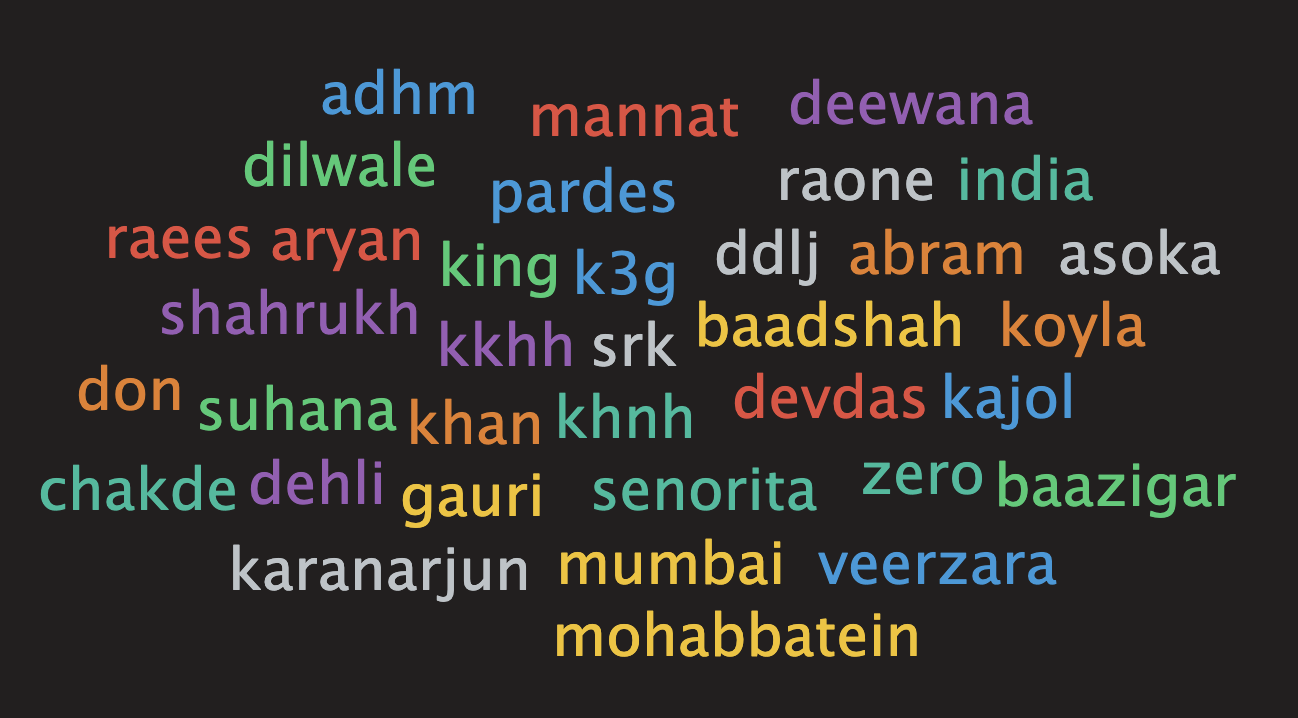 adhm mannat deewana
dilwale pardes raone india
raees aryan king k3g ddlj abram asoka
shahrukh kkhh srk baadshah koyla
don suhana khan khnh devdas kajol
chakde dehli gauri senorita zero baazigar
karanarjun mumbai veerzara
mohabbatein